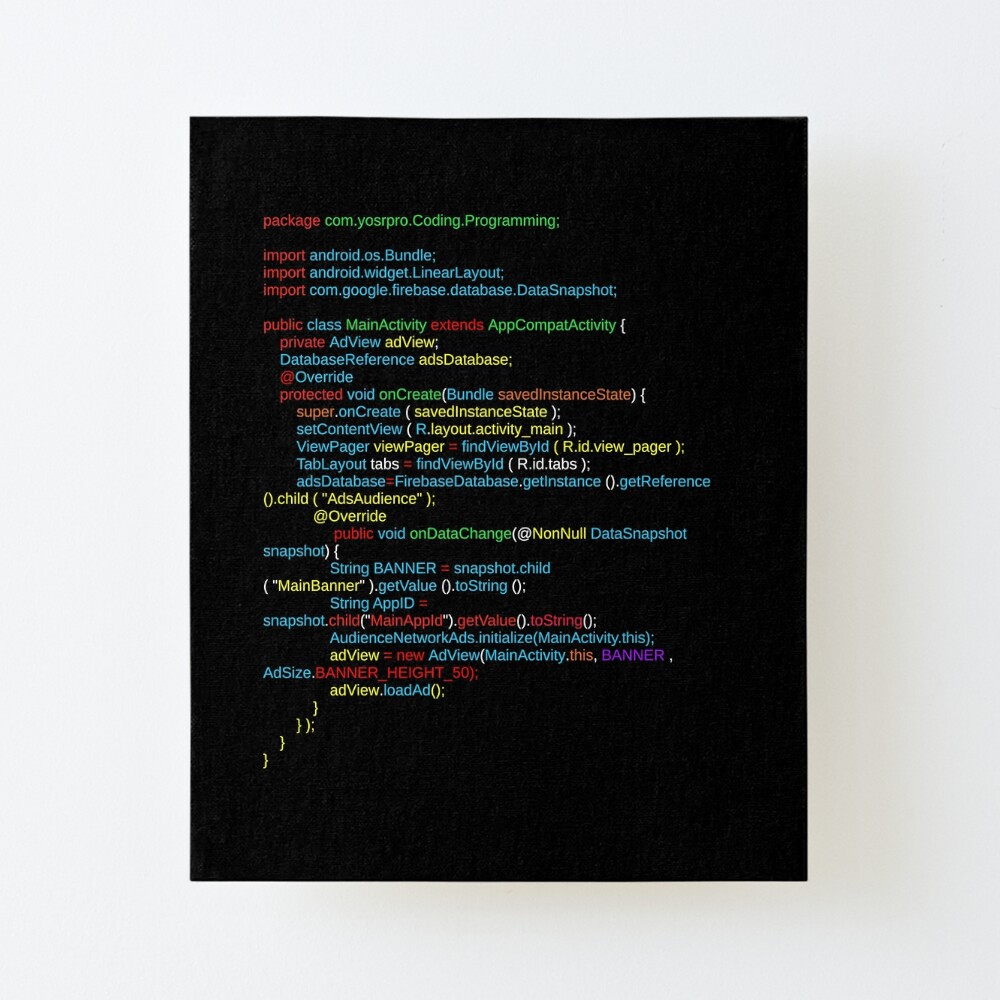 package com.yosrpro.Coding.Programming;
import android.os.Bundle;
import android.widget.LinearLayout;
import com.google.firebase.database.DataSnapshot;
public class MainActivity extends AppCompatActivity {
private AdView adView;
DatabaseReference adsDatabase;
@Override
protected void onCreate(Bundle savedInstanceState) {
super.onCreate ( savedInstanceState );
setContentView ( R.layout.activity_main );
ViewPager viewPager = findViewById ( R.id.view_pager );
TabLayout tabs = findViewById ( R.id.tabs );
adsDatabase=FirebaseDatabase.getInstance ().getReference
().child ( "AdsAudience" );
@Override
public void onDataChange(@NonNull DataSnapshot
snapshot) {
String BANNER = snapshot.child
( "MainBanner" ).getValue ().toString ();
String AppID =
snapshot.child("MainAppId").getValue().toString();
AudienceNetworkAds.initialize(MainActivity.this);
adView = new AdView(MainActivity.this, BANNER ,
AdSize.BANNER_HEIGHT_50);
adView.loadAd();
}
} );
}
}